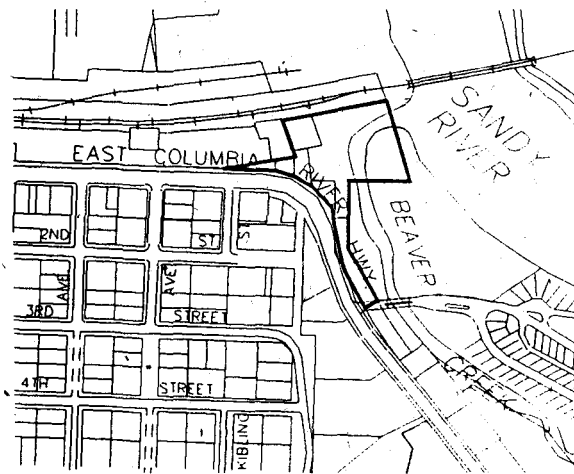 SANDY
RIVER
EAST COLUMBIA
RIVER
HWY
BEAVER
CREEK
2ND
ST
ST
AVE
AVE
3RD
STREET
4TH
STREET
KIBLING